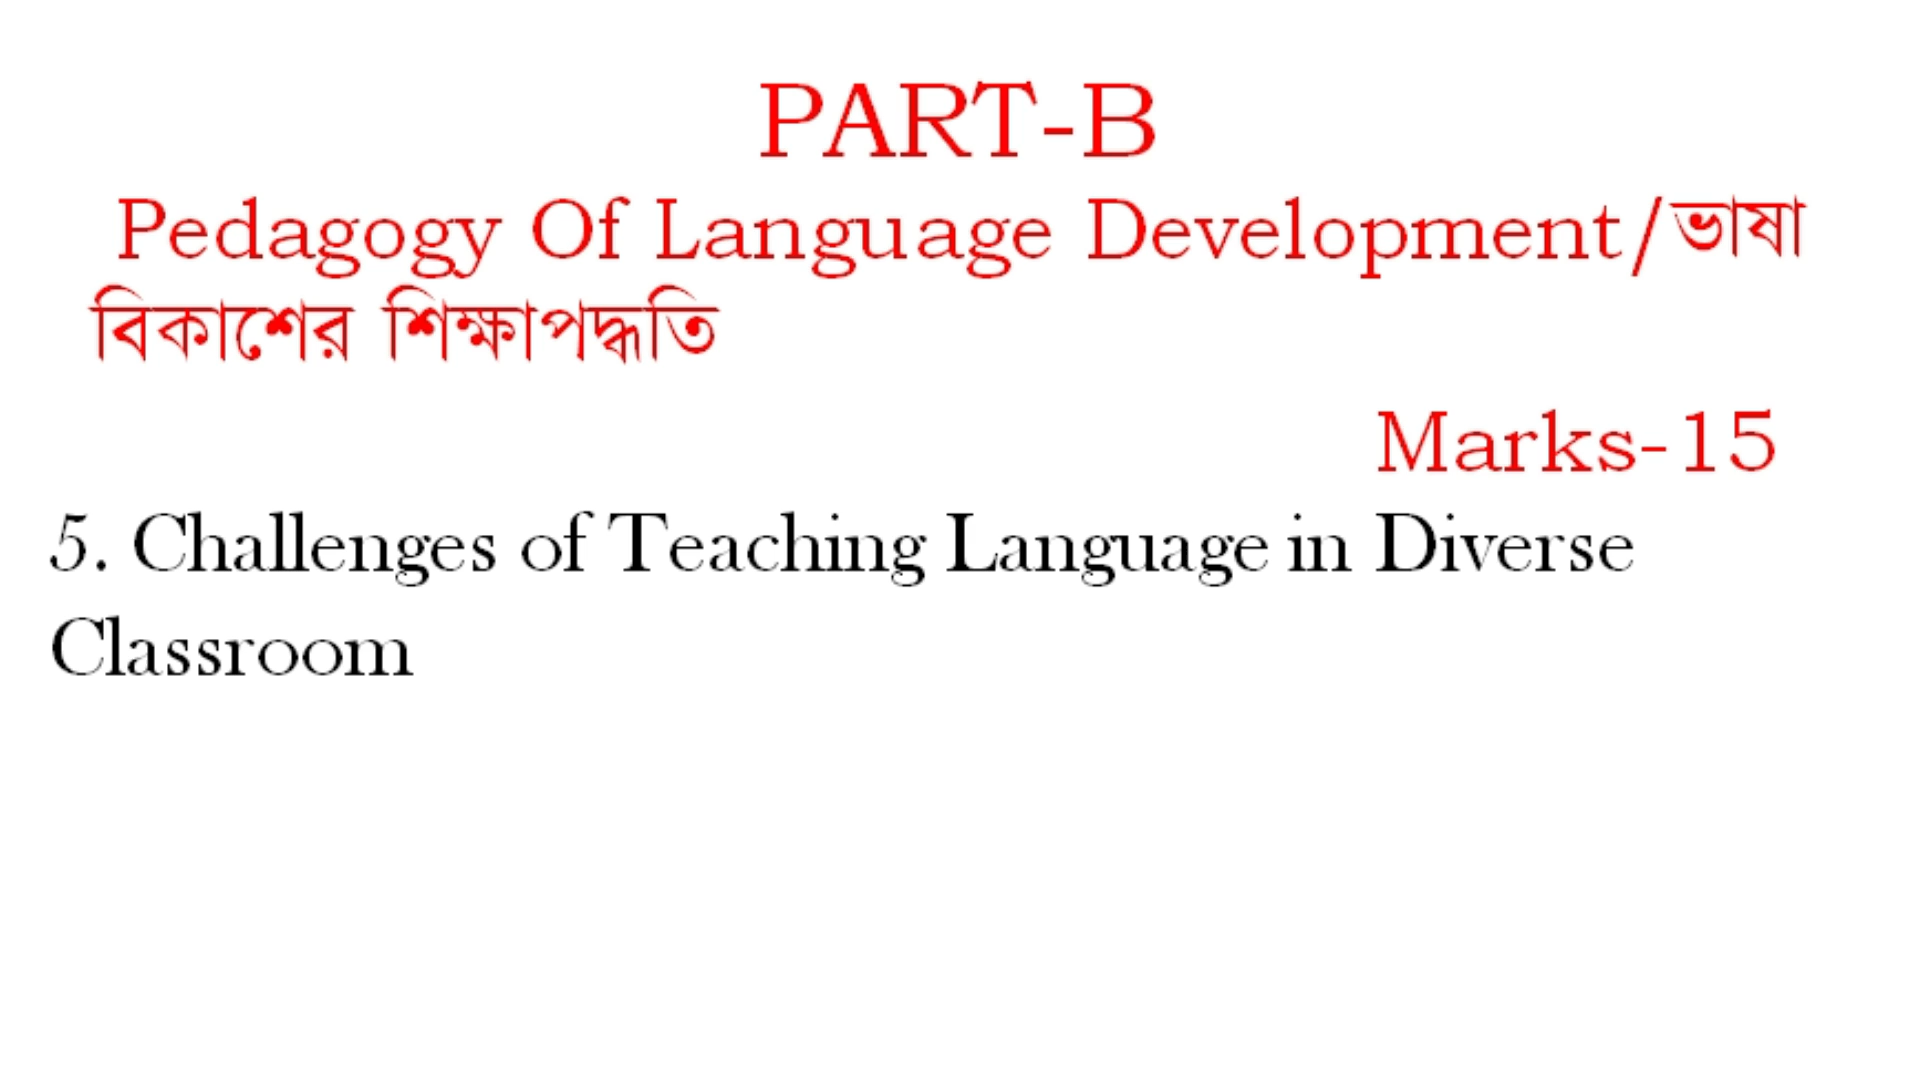 PART-B
Pedagogy Of Language Development/ভাষা
বিকাশের শিক্ষাপদ্ধতি
Marks-15
5. Challenges of Teaching Language in Diverse
Classroom